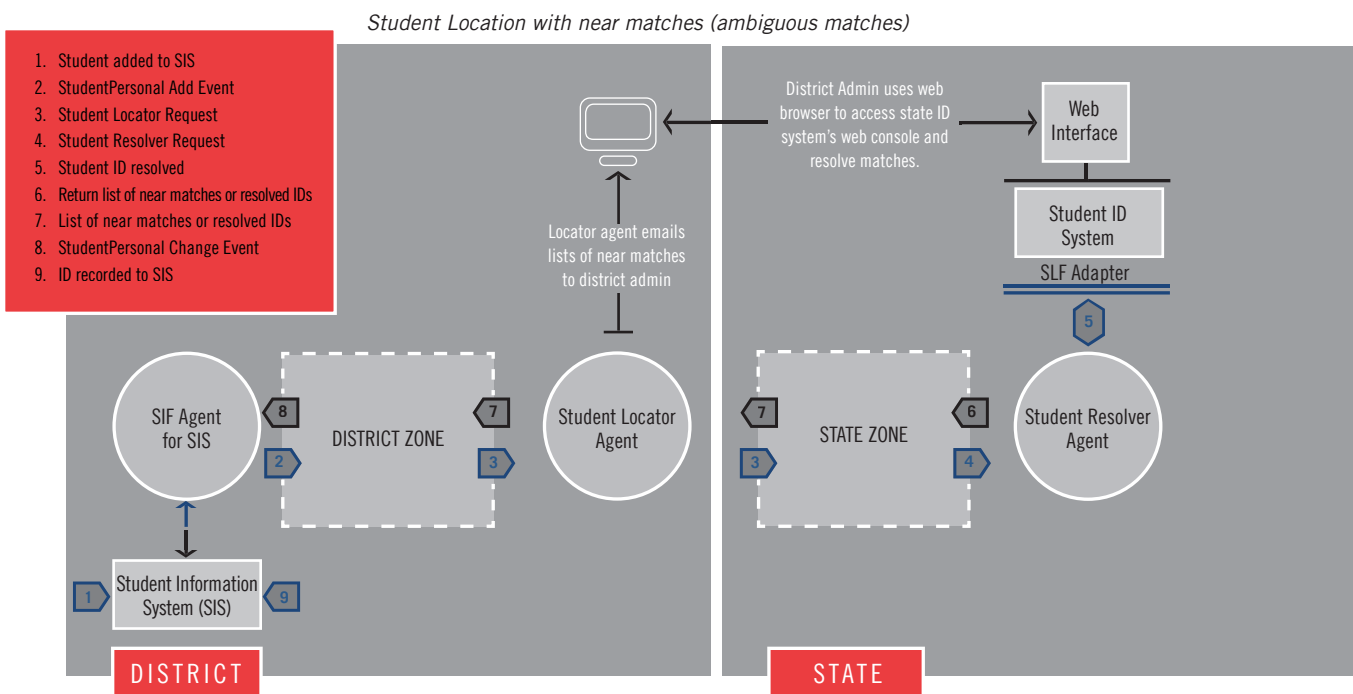 Student Location with near matches (ambiguous matches)
1. Student added to SIS
2. StudentPersonal Add Event
3. Student Locator Request
4. Student Resolver Request
5. Student ID resolved
6. Return list of near matches or resolved IDs
7. List of near matches or resolved IDs
8. StudentPersonal Change Event
9. ID recorded to SIS
District Admin uses web
browser to access state ID
system's web console and
resolve matches.
Web
Interface
Student ID
System
SLF Adapter
5
Locator agent emails
lists of near matches
to district admin
SIF Agent
for SIS
8
2
DISTRICT ZONE
7
3
Student Locator
Agent
7
3
STATE ZONE
6
4
Student Resolver
Agent
1
Student Information
System (SIS)
9
DISTRICT
STATE